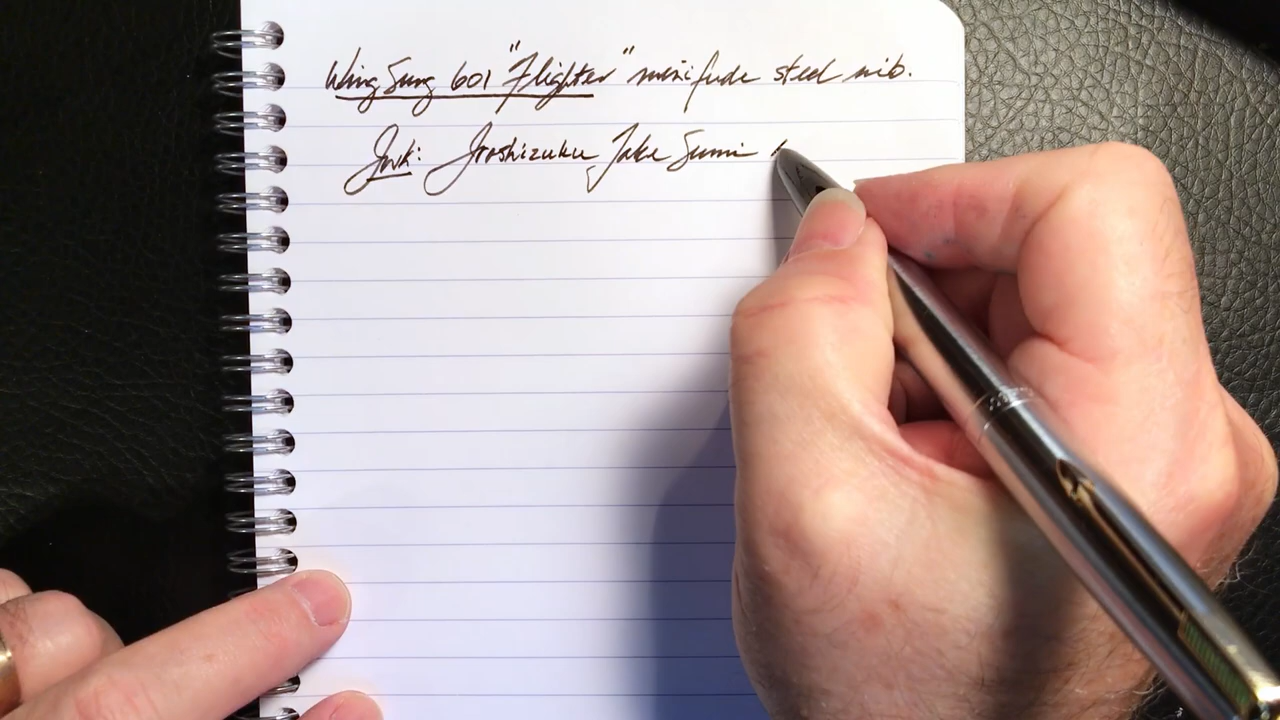 Wing Sung 601 "Flighter" mini fude steel nib.
Ink: Iroshizuku Take Sumi "